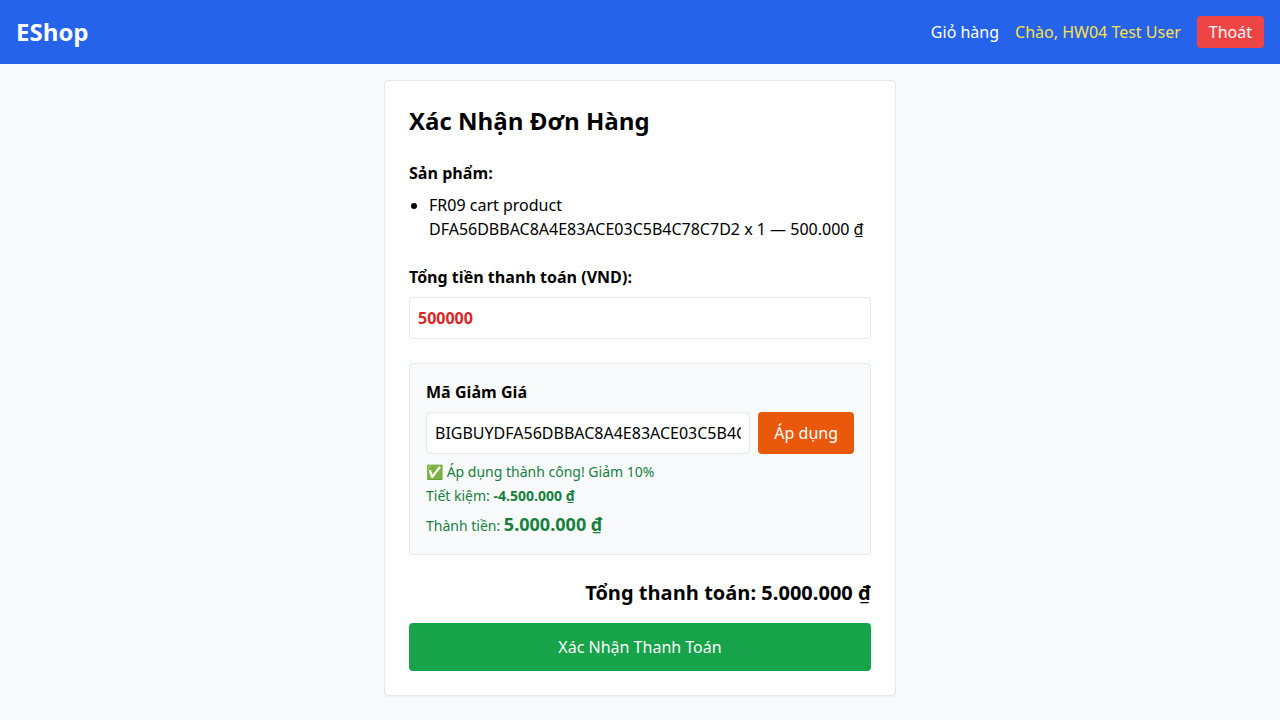 EShop
Giỏ hàng
Chào, HW04 Test User
Thoát
Xác Nhận Đơn Hàng
Sản phẩm:
FR09 cart product
DFA56DBBAC8A4E83ACE03C5B4C78C7D2 x 1 — 500.000 ₫
Tổng tiền thanh toán (VND):
500000
Mã Giảm Giá
BIGBUYDFA56DBBAC8A4E83ACE03C5B4C
Áp dụng
✅ Áp dụng thành công! Giảm 10%
Tiết kiệm: -4.500.000 ₫
Thành tiền: 5.000.000 ₫
Tổng thanh toán: 5.000.000 ₫
Xác Nhận Thanh Toán